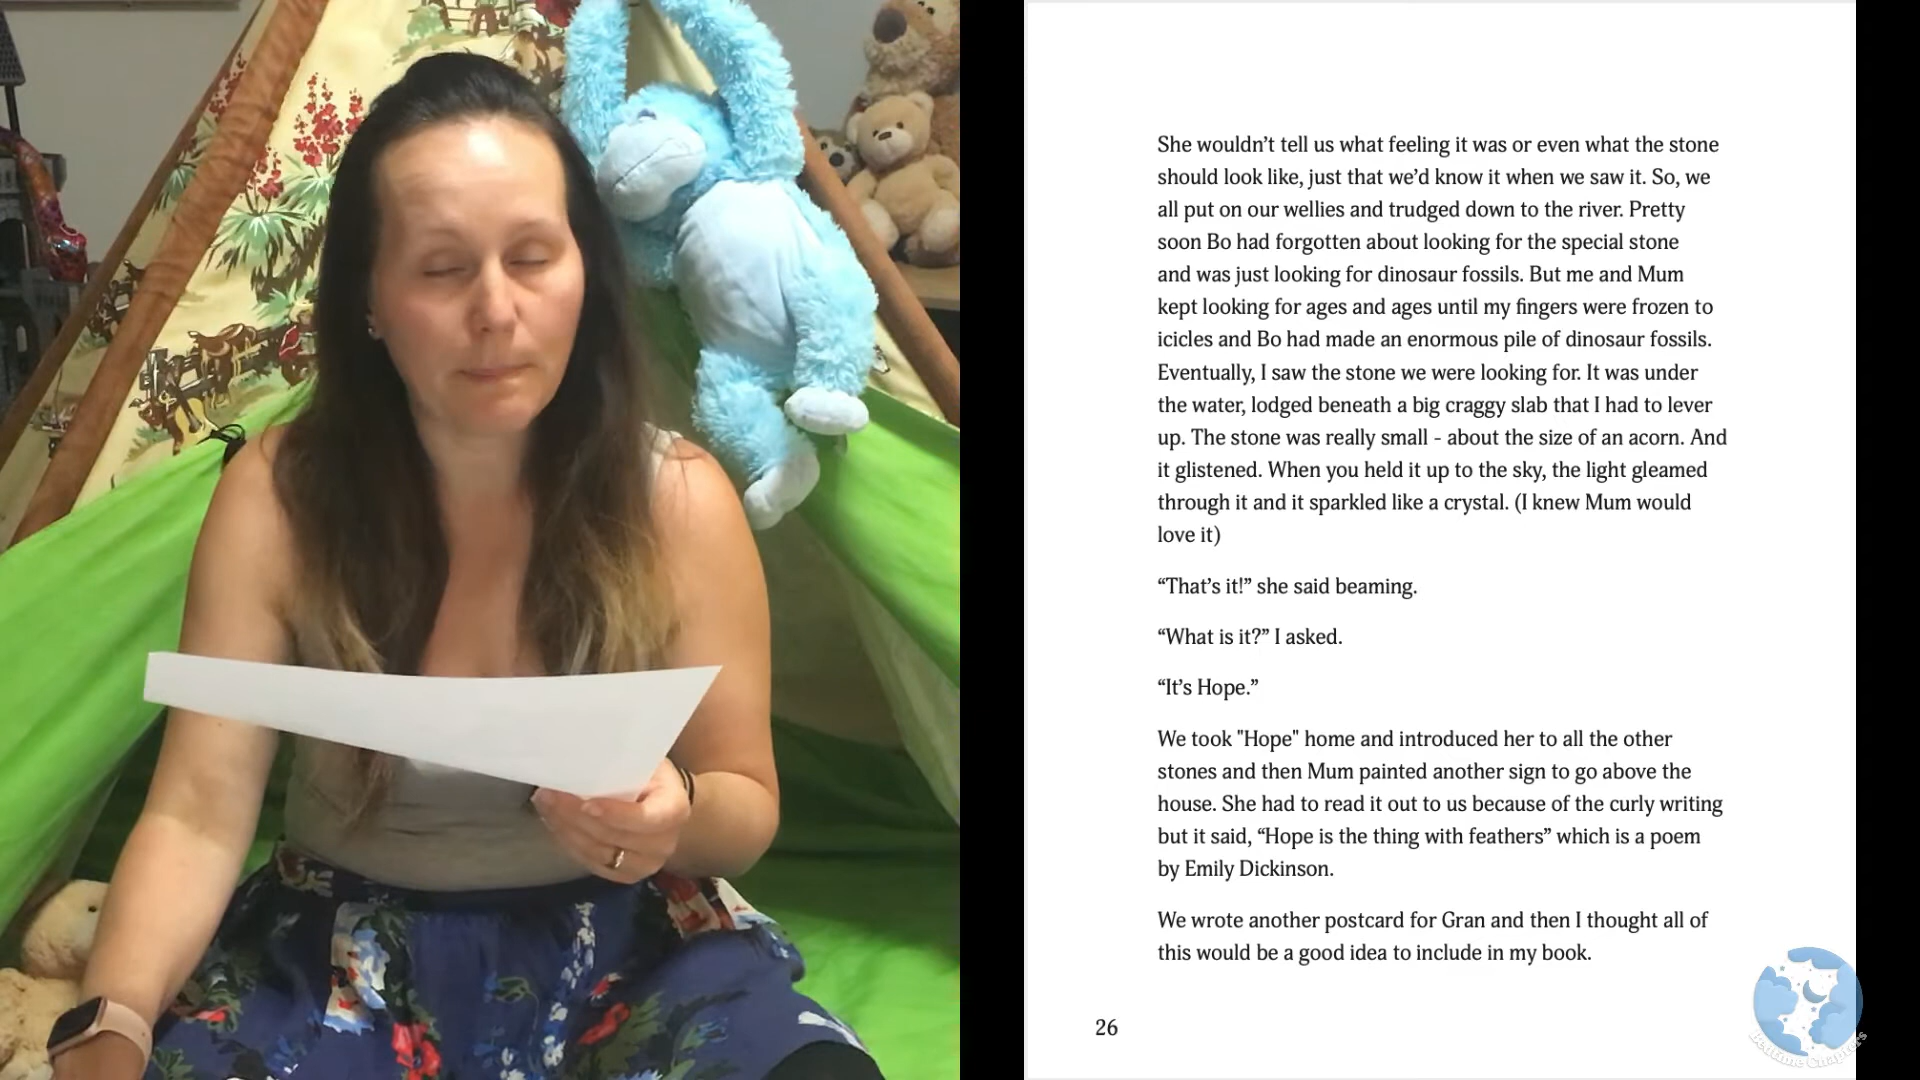 She wouldn’t tell us what feeling it was or even what the stone
should look like, just that we’d know it when we saw it. So, we
all put on our wellies and trudged down to the river. Pretty
soon Bo had forgotten about looking for the special stone
and was just looking for dinosaur fossils. But me and Mum
kept looking for ages and ages until my fingers were frozen to
icicles and Bo had made an enormous pile of dinosaur fossils.
Eventually, I saw the stone we were looking for. It was under
the water, lodged beneath a big craggy slab that I had to lever
up. The stone was really small - about the size of an acorn. And
it glistened. When you held it up to the sky, the light gleamed
through it and it sparkled like a crystal. (I knew Mum would
love it)
“That’s it!” she said beaming.
“What is it?” I asked.
“It’s Hope.”
We took "Hope" home and introduced her to all the other
stones and then Mum painted another sign to go above the
house. She had to read it out to us because of the curly writing
but it said, “Hope is the thing with feathers” which is a poem
by Emily Dickinson.
We wrote another postcard for Gran and then I thought all of
this would be a good idea to include in my book.
26
Bedtime Chapters